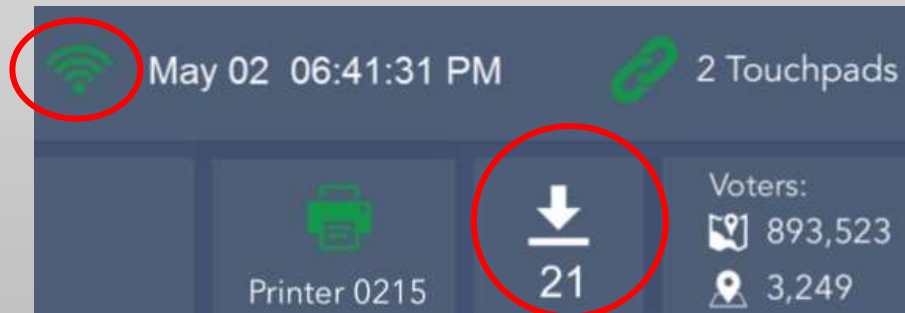 May 02 06:41:31 PM
2 Touchpads
Printer 0215
21
Voters:
893,523
3,249